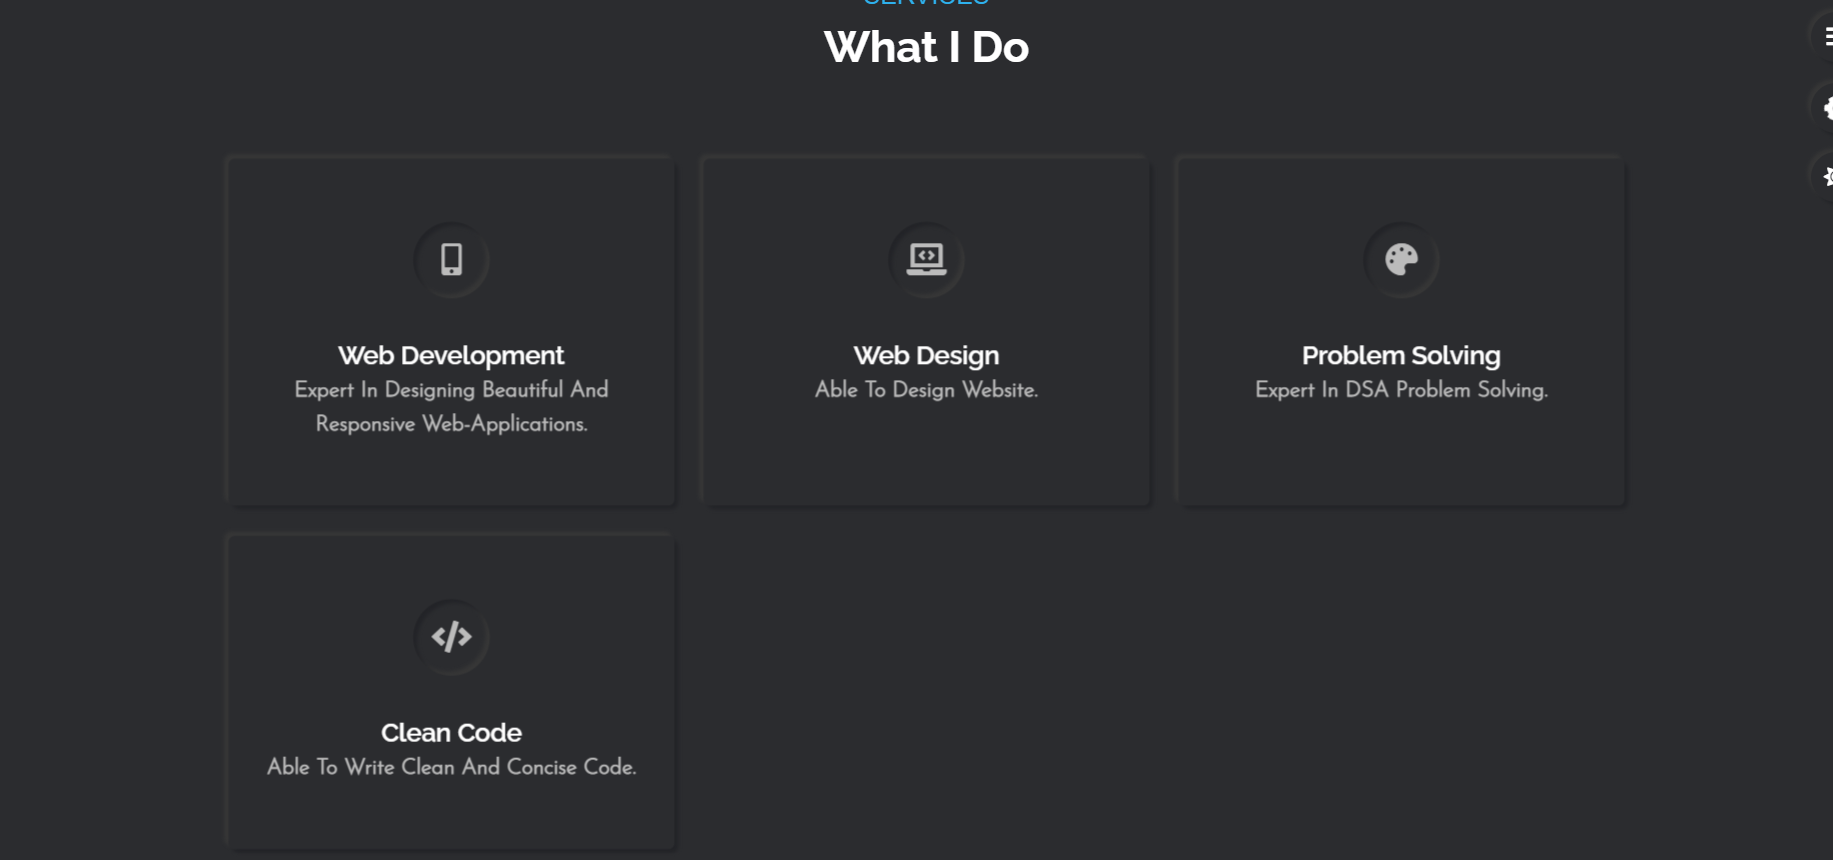 SERVICES
What I Do
Web Development
Expert In Designing Beautiful And
Responsive Web-Applications.
Web Design
Able To Design Website.
Problem Solving
Expert In DSA Problem Solving.
Clean Code
Able To Write Clean And Concise Code.